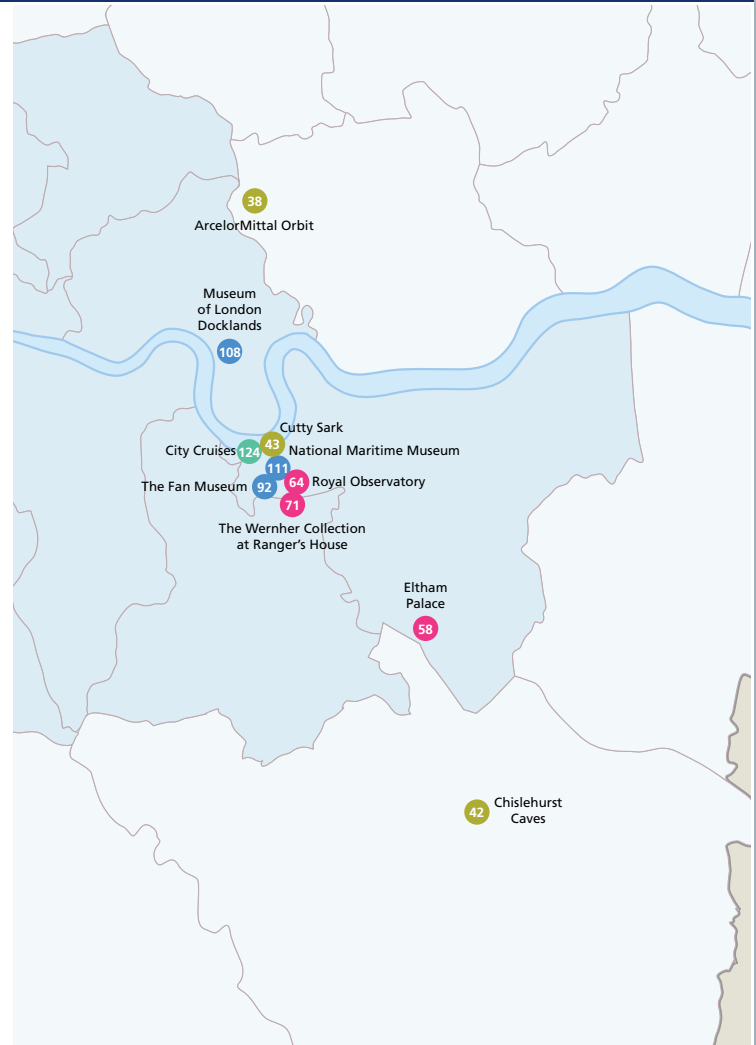 38
ArcelorMittal Orbit
Museum
of London
Docklands
108
Cutty Sark
City Cruises 124 43
National Maritime Museum
111
The Fan Museum 92 64 Royal Observatory
71
The Wernher Collection
at Ranger’s House
Eltham
Palace
58
42 Chislehurst
Caves